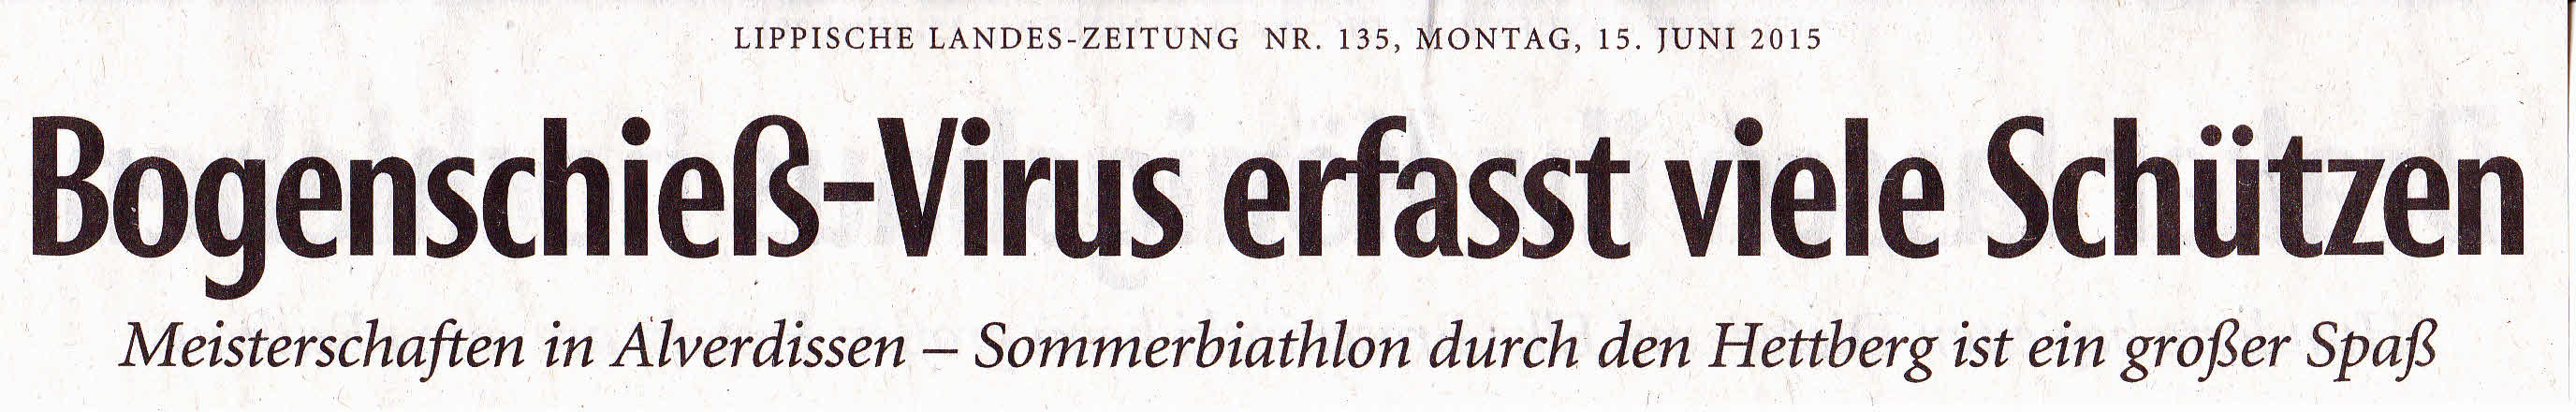 LIPPISCHE LANDES-ZEITUNG NR. 135, MONTAG, 15. JUNI 2015
Bogenschieß-Virus erfasst viele Schützen
Meisterschaften in Alverdissen – Sommerbiathlon durch den Hettberg ist ein großer Spaß